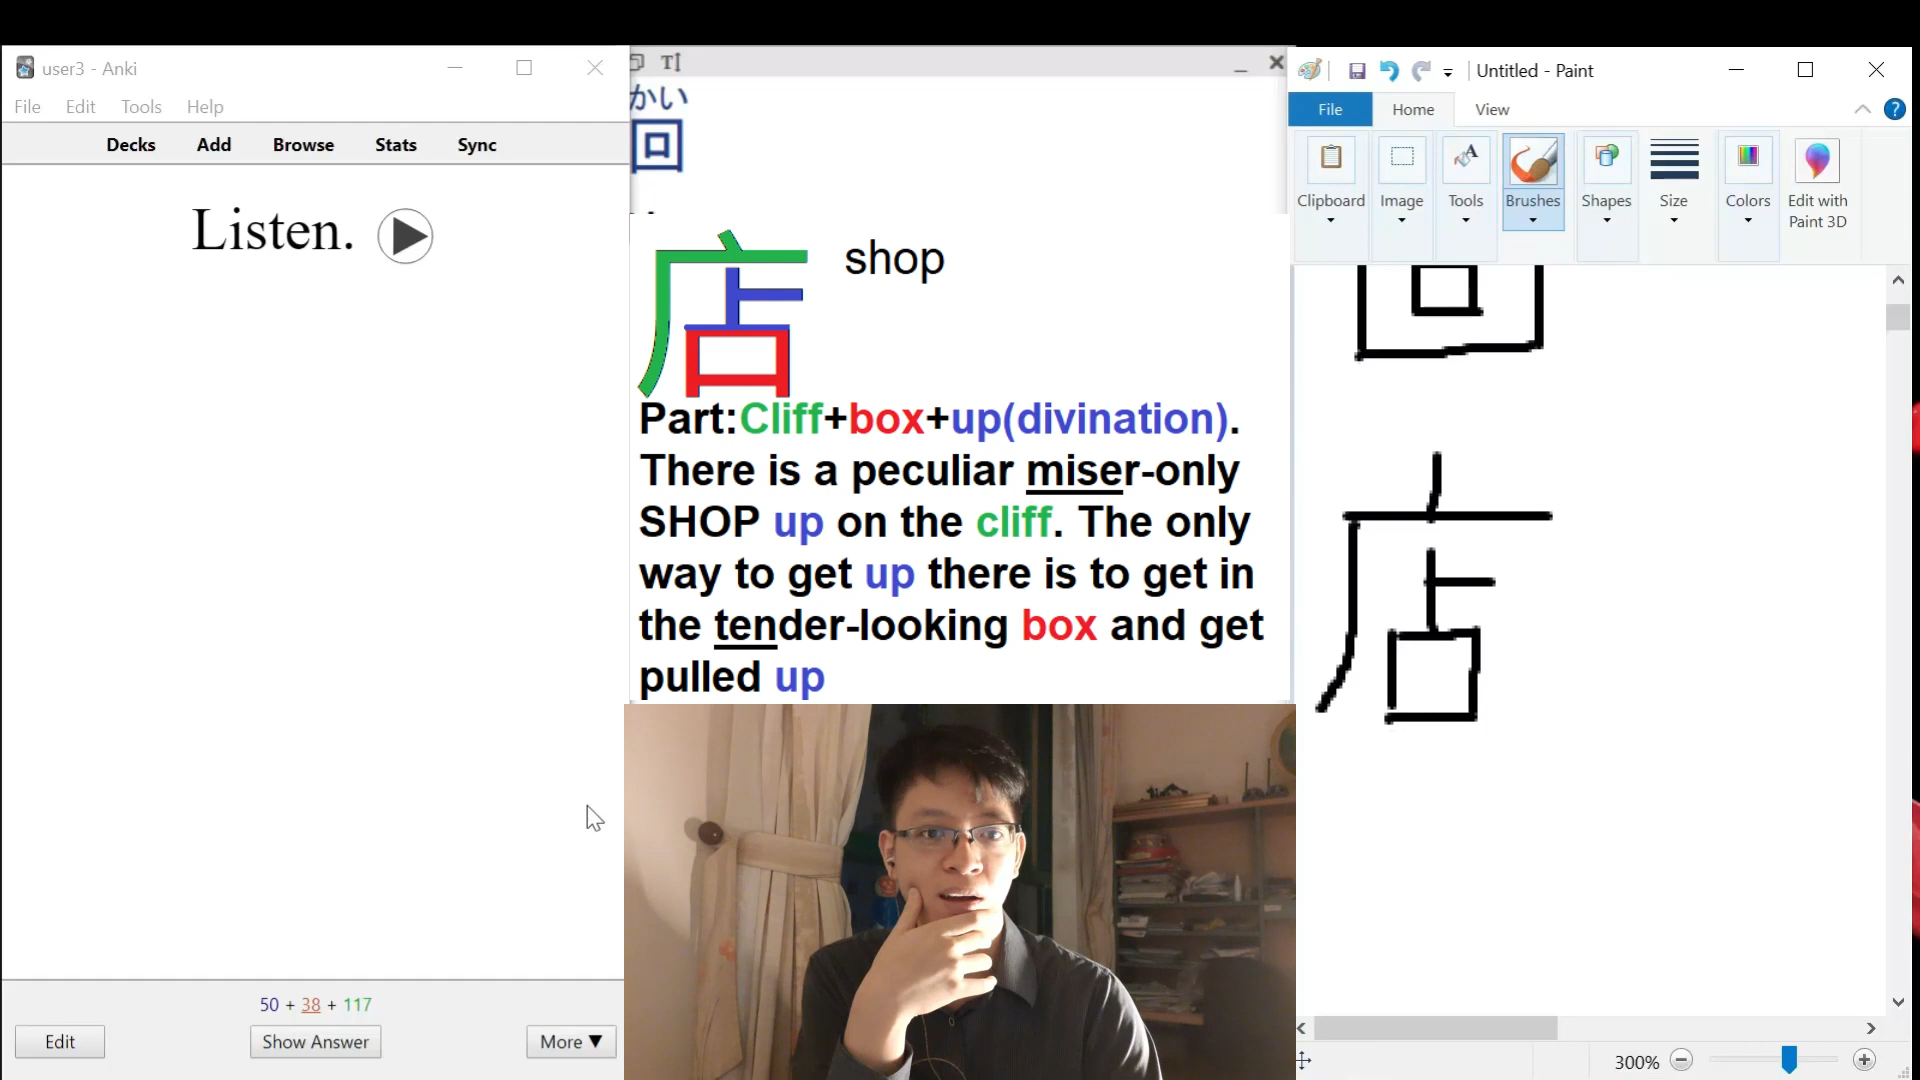 user3 - Anki
File Edit Tools Help
Decks Add Browse Stats Sync
Listen.
50 + 38 + 117
Edit
Show Answer
More ▼
かい
回
店 shop
Part:Cliff+box+up(divination).
There is a peculiar miser-only
SHOP up on the cliff. The only
way to get up there is to get in
the tender-looking box and get
pulled up
Untitled - Paint
File Home View
Clipboard
Image
Tools
Brushes
Shapes
Size
Colors
Edit with
Paint 3D
回
店
300%